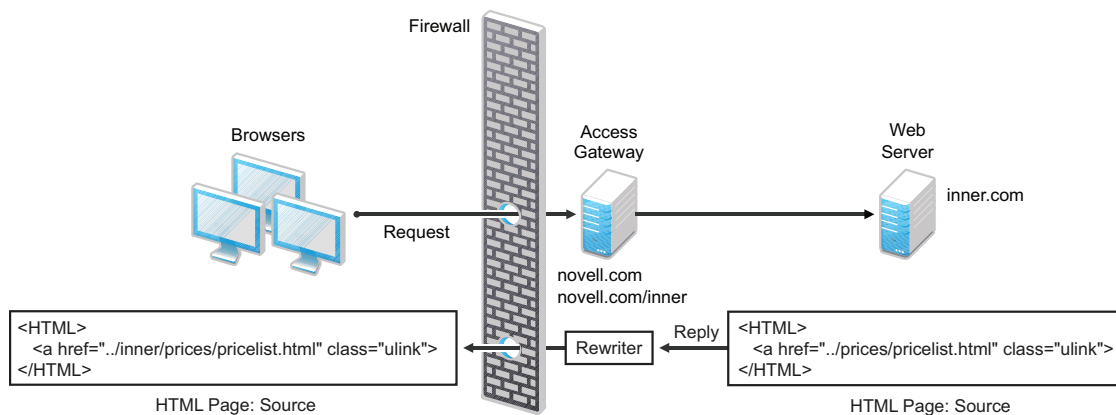 Firewall
Browsers
Access
Gateway
Web
Server
inner.com
Request
novell.com
novell.com/inner
<HTML>
<a href="../inner/prices/pricelist.html" class="ulink">
</HTML>
Rewriter
Reply
<HTML>
<a href="../prices/pricelist.html" class="ulink">
</HTML>
HTML Page: Source
HTML Page: Source